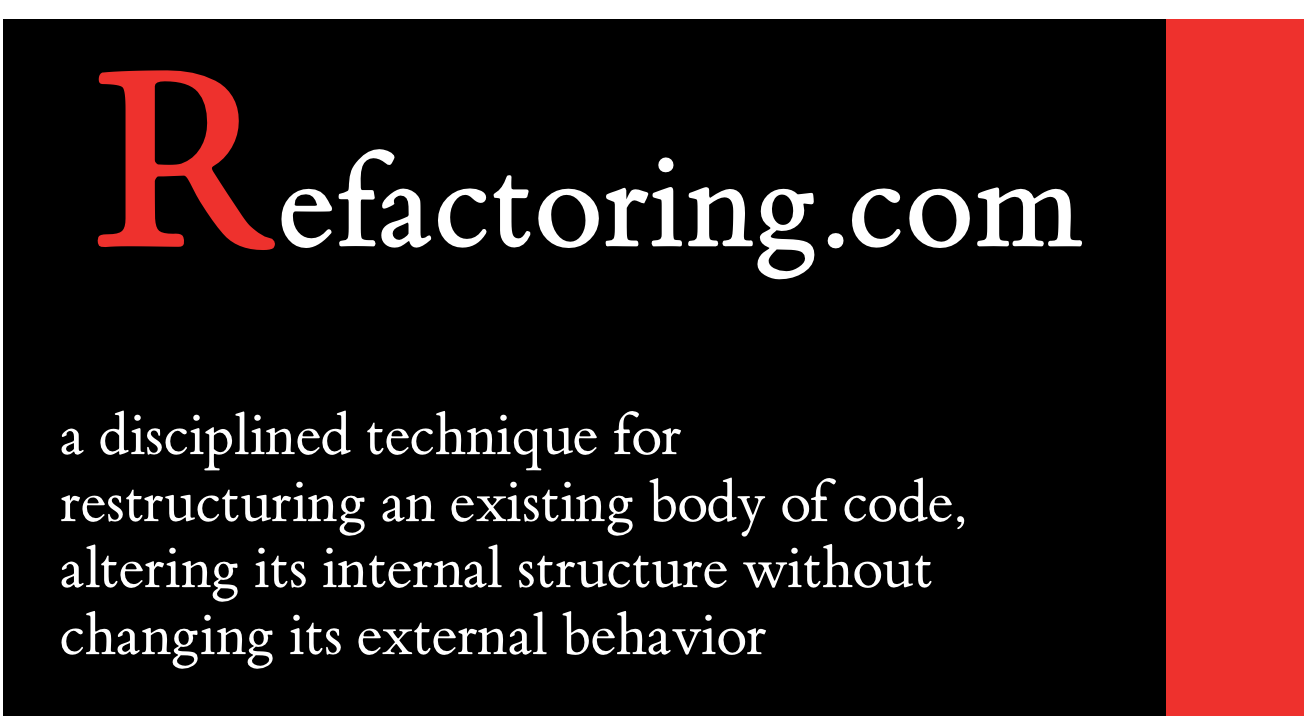 Refactoring.com
a disciplined technique for
restructuring an existing body of code,
altering its internal structure without
changing its external behavior